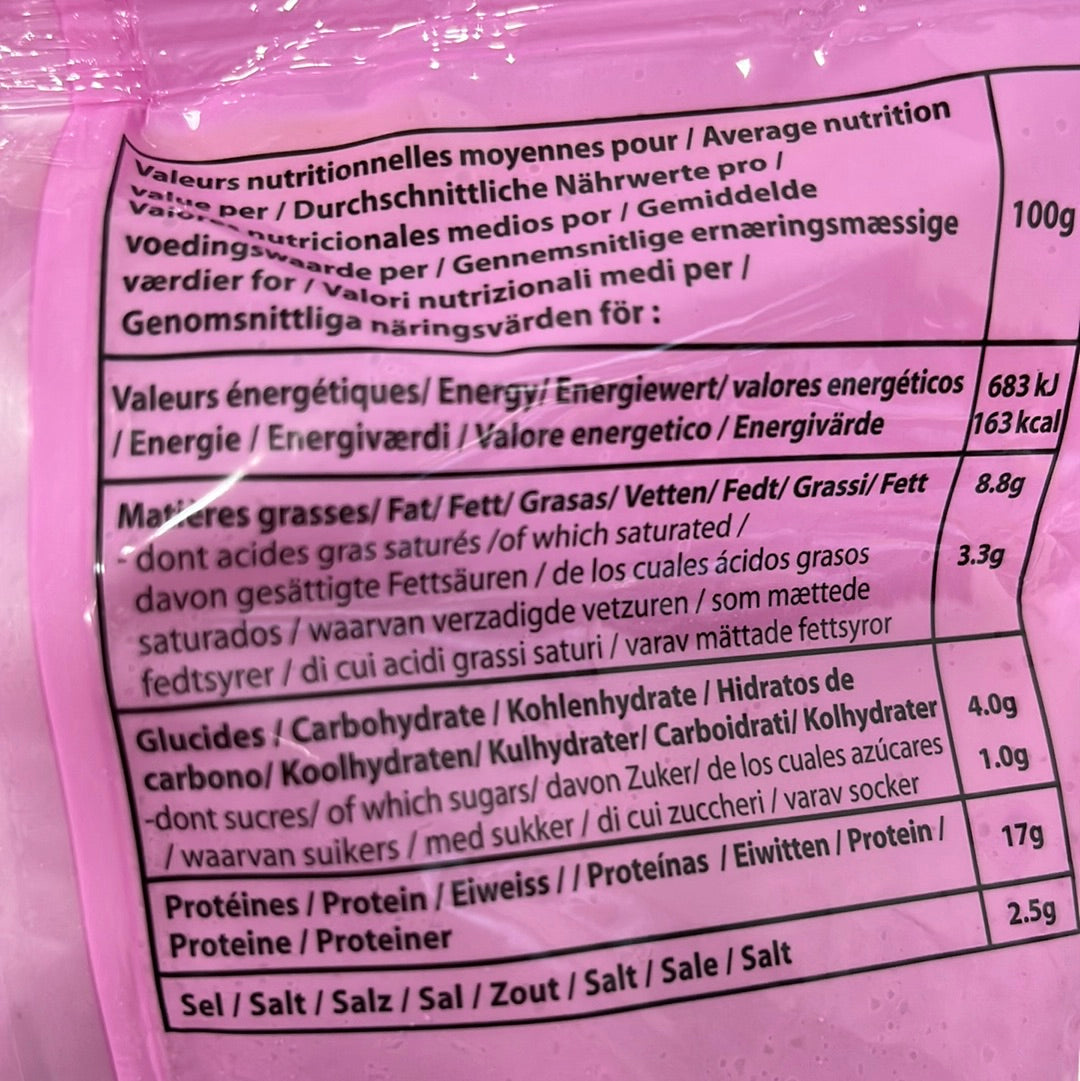 Valeurs nutritionnelles moyennes pour / Average nutrition
value per / Durchschnittliche Nährwerte pro /
nutricionales medios por / Gemiddelde
voedingswaarde per / Gennemsnitlige ernæringsmæssige
værdier for / Valori nutrizionali medi per /
Genomsnittliga näringsvärden för :
100g
Valeurs énergétiques/ Energy/ Energiewert/ valores energéticos 683 kJ
/ Energie / Energiværdi / Valore energetico / Energivärde 163 kcal
Matières grasses/ Fat/ Fett/ Grasas/ Vetten/ Fedt/ Grassi/ Fett 8.8g
- dont acides gras saturés /of which saturated / 3.3g
davon gesättigte Fettsäuren / de los cuales ácidos grasos
saturados / waarvan verzadigde vetzuren / som mættede
fedtsyrer / di cui acidi grassi saturi / varav mättade fettsyror
Glucides / Carbohydrate / Kohlenhydrate / Hidratos de
carbono/ Koolhydraten/ Kulhydrater/ Carboidrati/ Kolhydrater 4.0g
-dont sucres/ of which sugars/ davon Zuker/ de los cuales azúcares 1.0g
/ waarvan suikers / med sukker / di cui zuccheri / varav socker
Protéines / Protein / Eiweiss / / Proteínas / Eiwitten / Protein / 17g
Proteine / Proteiner
Sel / Salt / Salz / Sal / Zout / Salt / Sale / Salt 2.5g